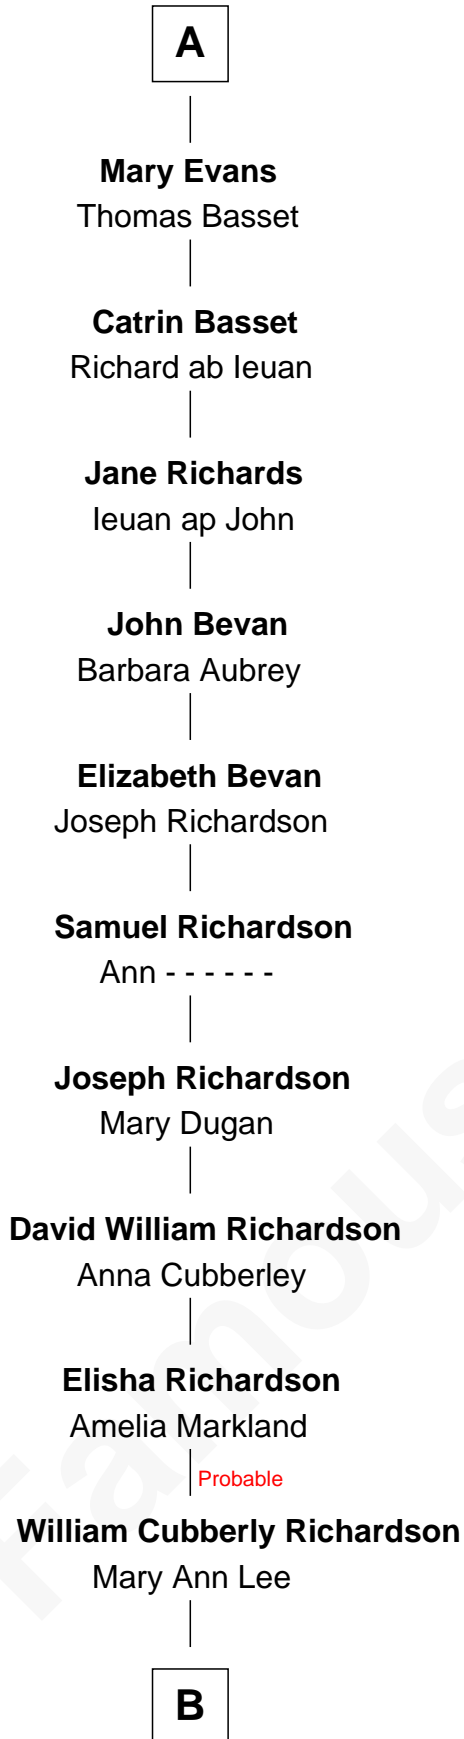 A
Mary Evans
Thomas Basset
Catrin Basset
Richard ab Ieuan
Jane Richards
Ieuan ap John
John Bevan
Barbara Aubrey
Elizabeth Bevan
Joseph Richardson
Samuel Richardson
Ann - - - - - -
Joseph Richardson
Mary Dugan
David William Richardson
Anna Cubberley
Elisha Richardson
Amelia Markland
Probable
William Cubberly Richardson
Mary Ann Lee
B
Famous